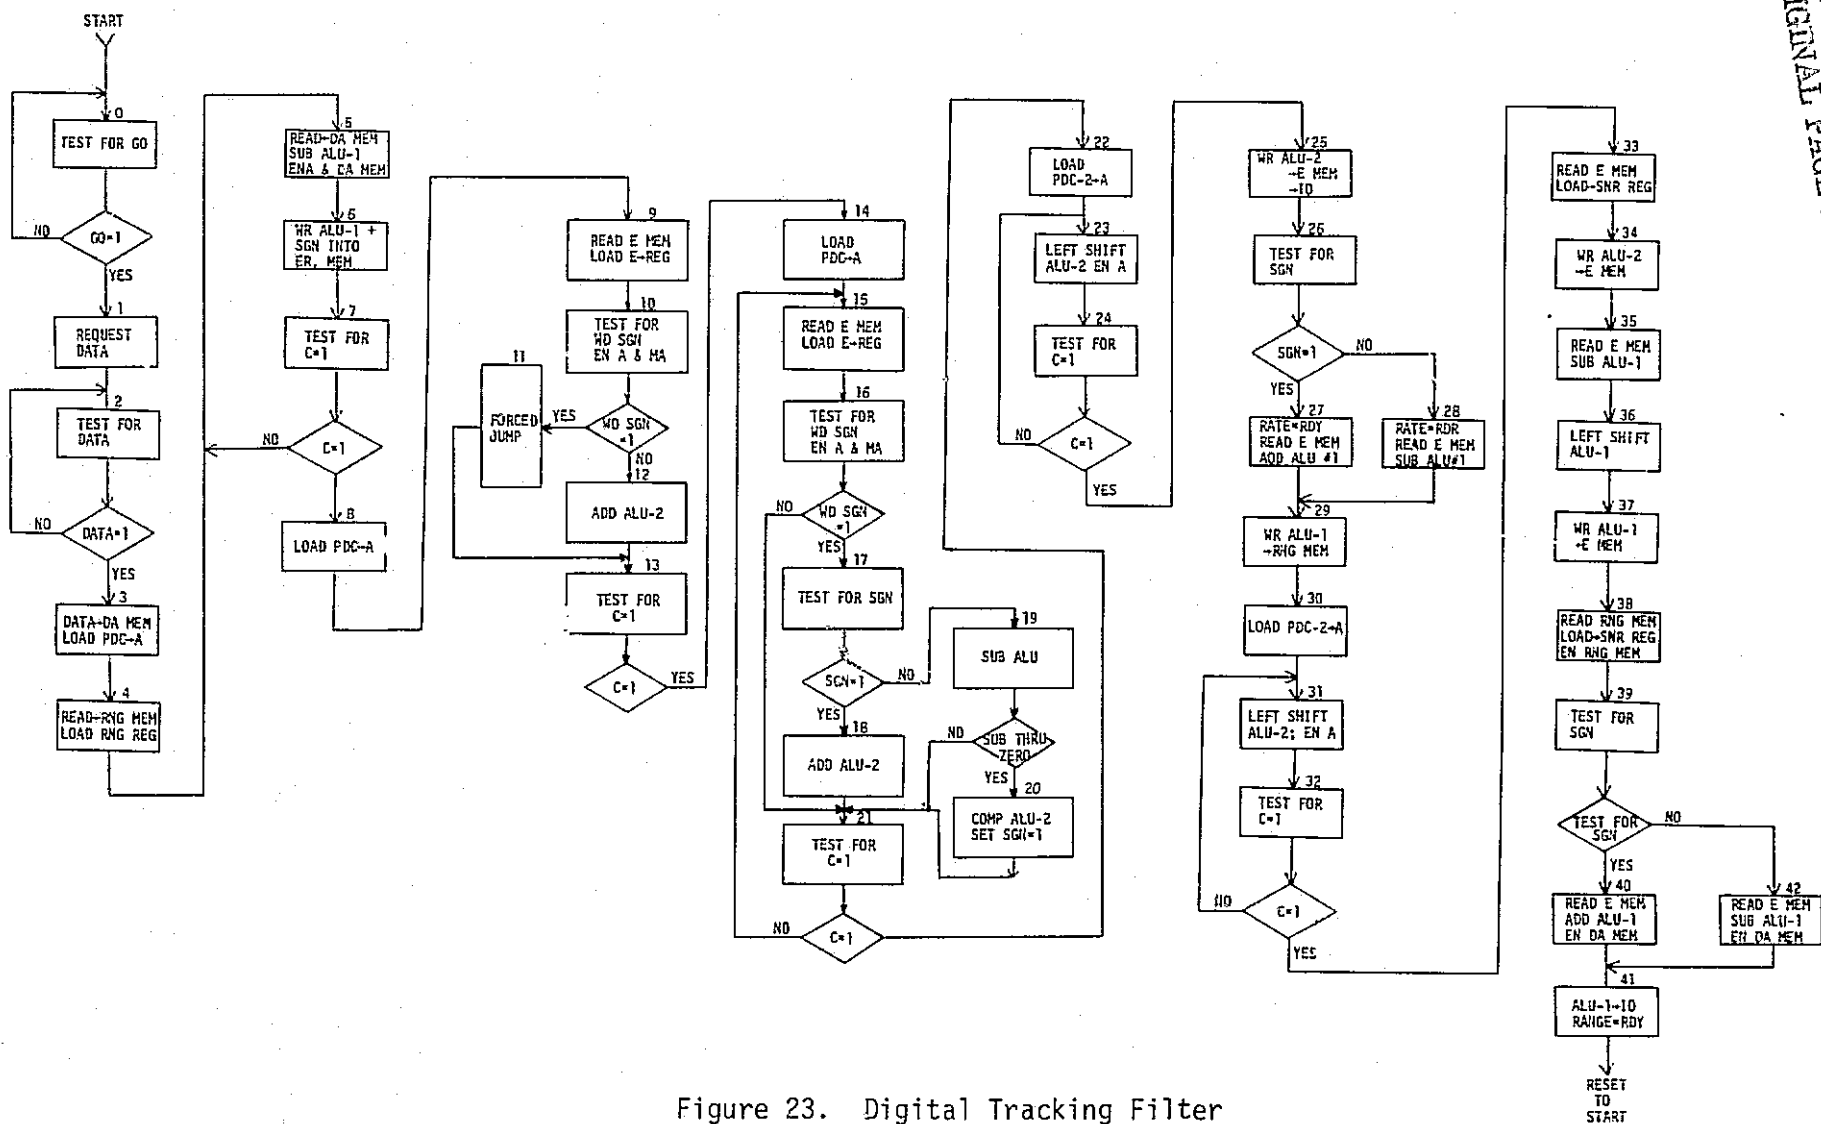 START
0
TEST FOR GO
GO=1
NO
YES
1
REQUEST
DATA
2
TEST FOR
DATA
DATA=1
NO
YES
3
DATA→DA MEM
LOAD PDC→A
4
READ→RNG MEM
LOAD RNG REG
5
READ→DA MEM
SUB ALU-1
ENA & DA MEM
6
WR ALU-1 +
SGN INTO
ER, MEM
7
TEST FOR
C=1
C=1
NO
8
LOAD PDC→A
9
READ E MEM
LOAD E→REG
10
TEST FOR
WD SGN
EN A & MA
WD SGN
=1
YES
NO
11
FORCED
JUMP
12
ADD ALU-2
13
TEST FOR
C=1
C=1
YES
14
LOAD
PDC→A
15
READ E MEM
LOAD E→REG
16
TEST FOR
WD SGN
EN A & MA
WD SGN
=1
NO
YES
17
TEST FOR SGN
SGN=1
NO
YES
18
ADD ALU-2
19
SUB ALU
SUB THRU
ZERO
NO
YES
20
COMP ALU-2
SET SGN=1
21
TEST FOR
C=1
C=1
NO
22
LOAD
PDC-2→A
23
LEFT SHIFT
ALU-2 EN A
24
TEST FOR
C=1
C=1
NO
YES
25
WR ALU-2
→E MEM
→IO
26
TEST FOR
SGN
SGN=1
NO
YES
27
RATE=RDY
READ E MEM
ADD ALU #1
28
RATE=RDR
READ E MEM
SUB ALU#1
29
WR ALU-1
→RNG MEM
30
LOAD PDC-2→A
31
LEFT SHIFT
ALU-2; EN A
32
TEST FOR
C=1
C=1
NO
YES
33
READ E MEM
LOAD→SNR REG
34
WR ALU-2
→E MEM
35
READ E MEM
SUB ALU-1
36
LEFT SHIFT
ALU-1
37
WR ALU-1
→E MEM
38
READ RNG MEM
LOAD→SNR REG
EN RNG MEM
39
TEST FOR
SGN
TEST FOR
SGN
NO
YES
40
READ E MEM
ADD ALU-1
EN DA MEM
42
READ E MEM
SUB ALU-1
EN DA MEM
41
ALU-1→IO
RANGE=RDY
RESET
TO
START
Figure 23. Digital Tracking Filter